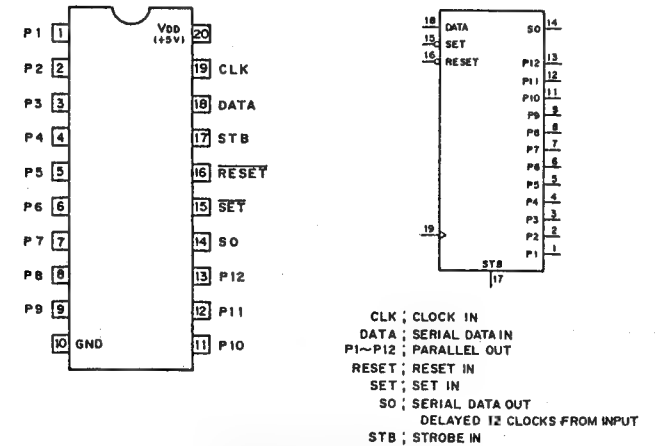 P1 1 VDD (+5V) 20
P2 2 19 CLK
P3 3 18 DATA
P4 4 17 STB
P5 5 16 RESET
P6 6 15 SET
P7 7 14 SO
P8 8 13 P12
P9 9 12 P11
10 GND 11 P10
18 DATA SO 14
15 SET
16 RESET P12 13
P11 12
P10 11
P9 9
P8 8
P7 7
P6 6
P5 5
P4 4
P3 3
19 P2 2
P1 1
STB
17
CLK ; CLOCK IN
DATA ; SERIAL DATA IN
P1~P12 ; PARALLEL OUT
RESET ; RESET IN
SET ; SET IN
SO ; SERIAL DATA OUT
DELAYED 12 CLOCKS FROM INPUT
STB ; STROBE IN